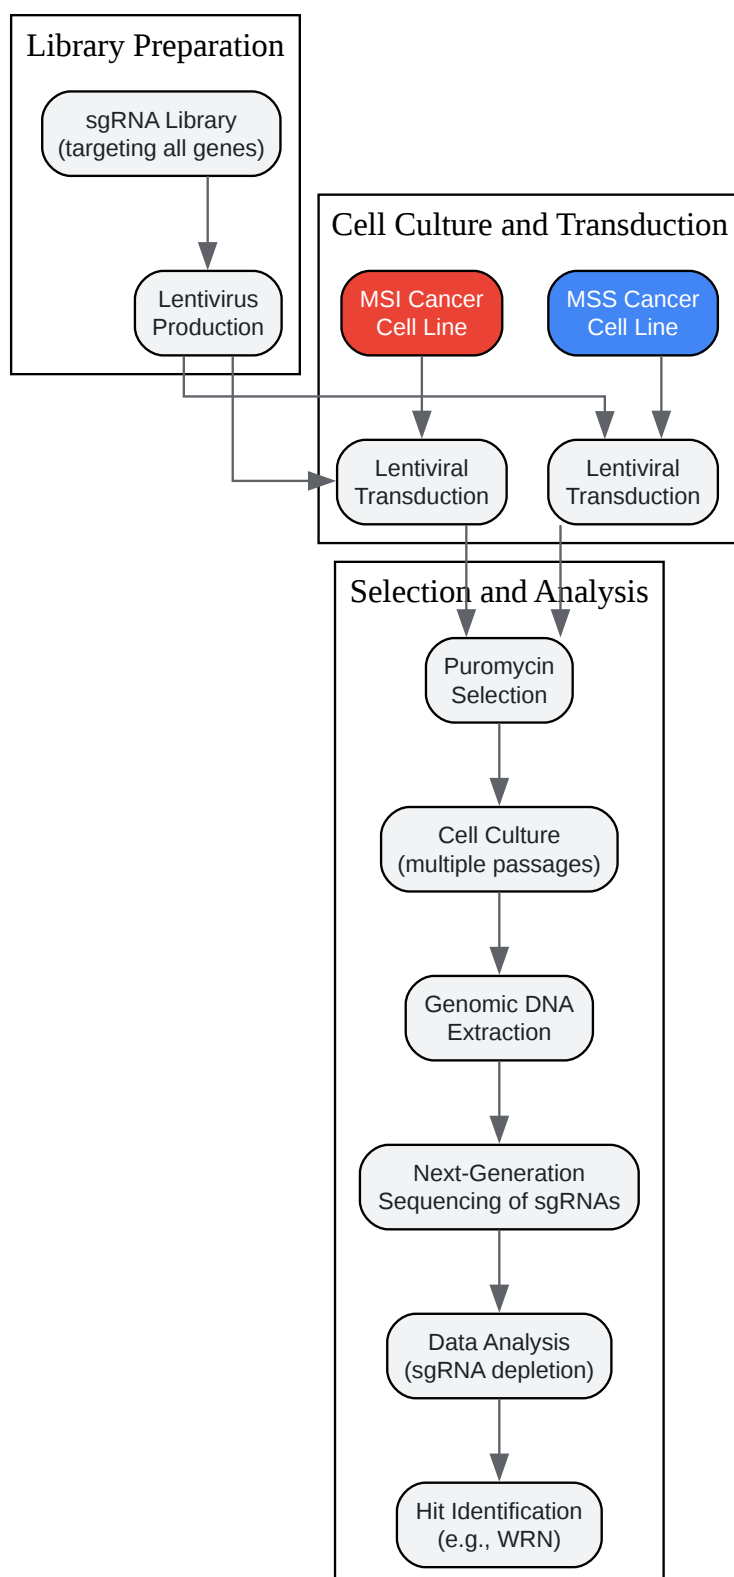 Library Preparation
sgRNA Library
(targeting all genes)
Lentivirus
Production
Cell Culture and Transduction
MSI Cancer
Cell Line
MSS Cancer
Cell Line
Lentiviral
Transduction
Lentiviral
Transduction
Selection and Analysis
Puromycin
Selection
Cell Culture
(multiple passages)
Genomic DNA
Extraction
Next-Generation
Sequencing of sgRNAs
Data Analysis
(sgRNA depletion)
Hit Identification
(e.g., WRN)